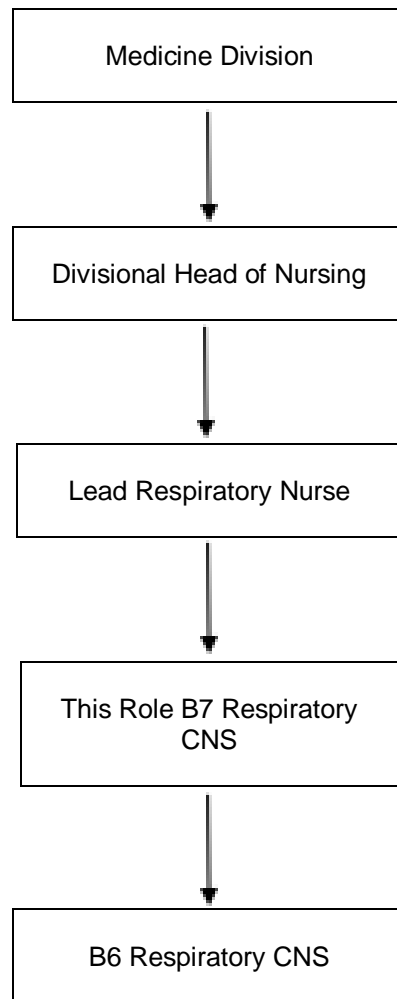 Medicine Division
Divisional Head of Nursing
Lead Respiratory Nurse
This Role B7 Respiratory
CNS
B6 Respiratory CNS